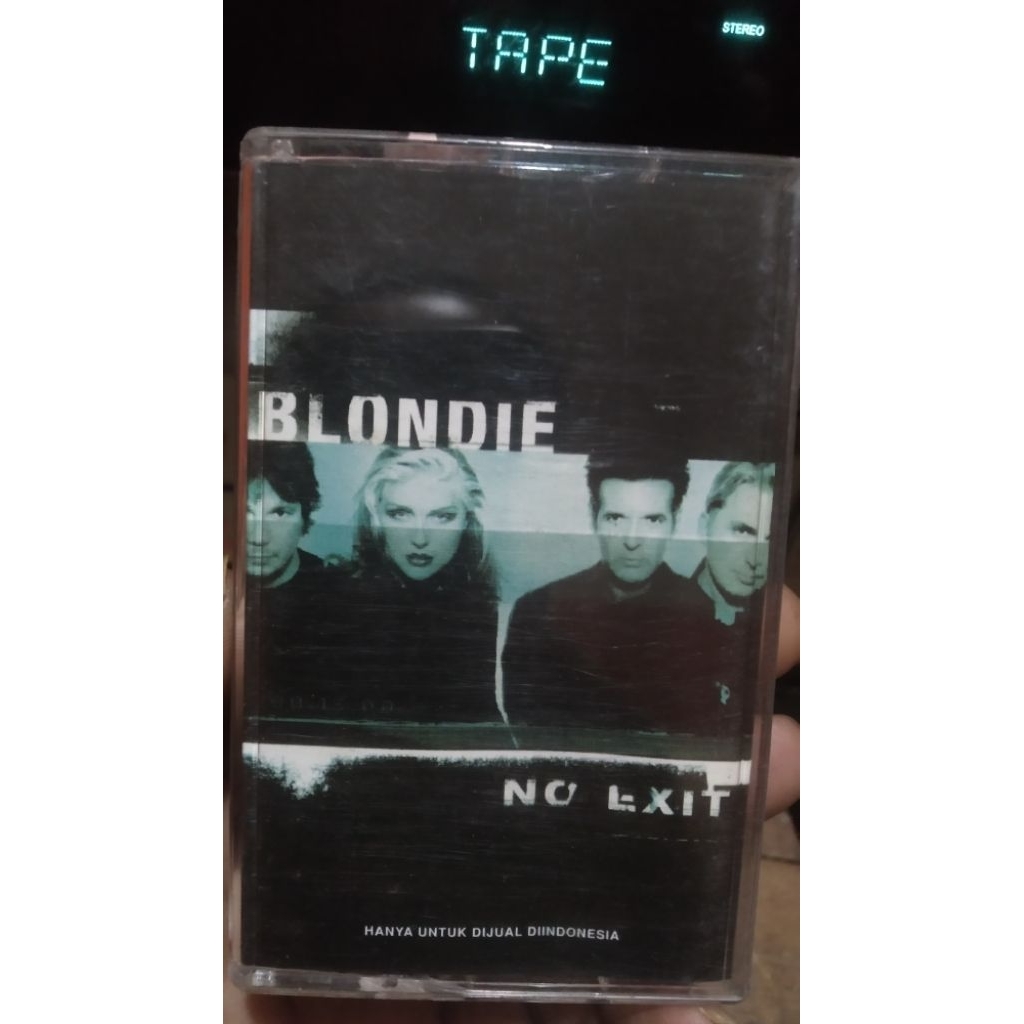 TAPE
STEREO
BLONDIE
NO EXIT
HANYA UNTUK DIJUAL DIINDONESIA